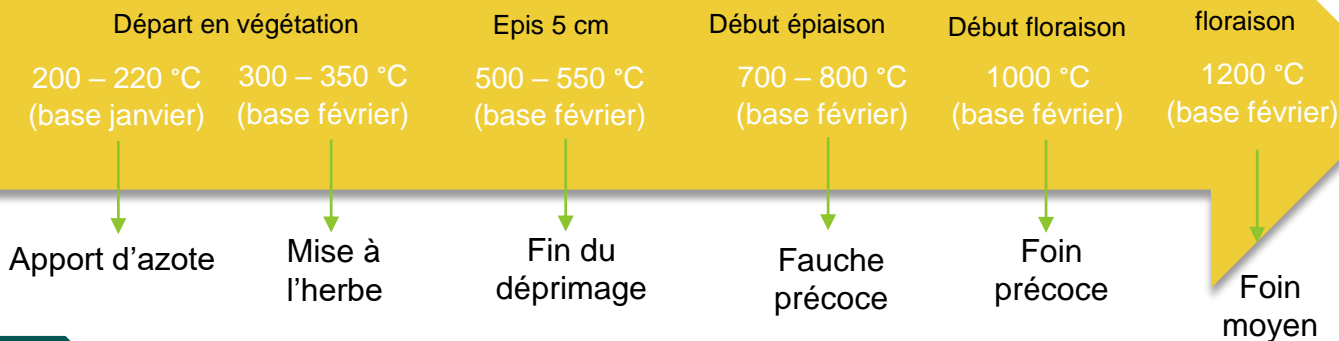 Départ en végétation
Epis 5 cm
Début épiaison
Début floraison
floraison
200 – 220 °C
(base janvier)
300 – 350 °C
(base février)
500 – 550 °C
(base février)
700 – 800 °C
(base février)
1000 °C
(base février)
1200 °C
(base février)
Apport d’azote
Mise à
l’herbe
Fin du
déprimage
Fauche
précoce
Foin
précoce
Foin
moyen